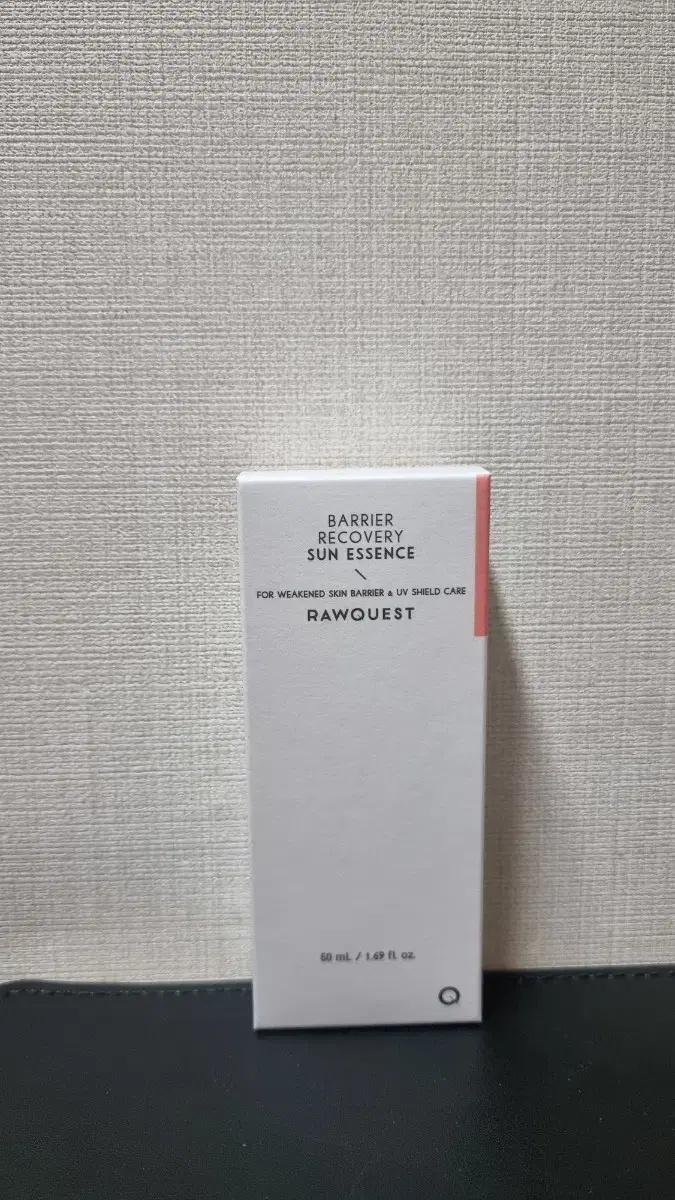 BARRIER
RECOVERY
SUN ESSENCE
FOR WEAKENED SKIN BARRIER & UV SHIELD CARE
RAWQUEST
50 mL / 1.69 fl. oz.
Q